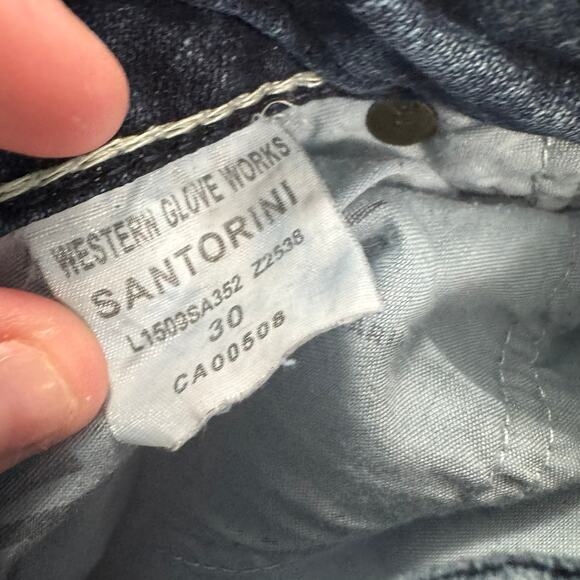 WESTERN GLOVE WORKS
SANTORINI
L1503SA352 Z2538
30
CA00508